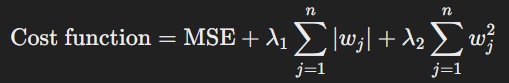 Cost function = MSE + λ₁ ∑ⱼ₌₁ⁿ |wⱼ| + λ₂ ∑ⱼ₌₁ⁿ wⱼ²